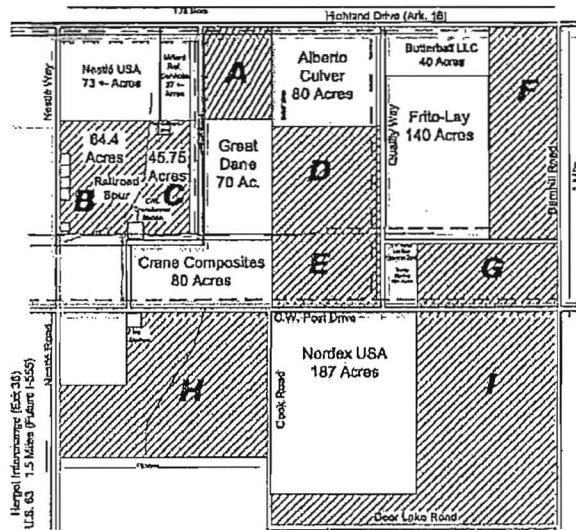 Highland Drive (Ark. 18)
Nestle Way
Nestlé USA
73 +- Acres
A
Alberto
Culver
80 Acres
Butterball LLC
40 Acres
F
Frito-Lay
140 Acres
Quality Way
Barnhill Road
64.4
Acres
Railroad
Spur
B
45.75
Acres
C
Great
Dane
70 Ac.
D
Crane Composites
80 Acres
E
G
C.W. Post Drive
Nestle Road
H
Nordex USA
187 Acres
Cook Road
I
Hergel Interchange (Exit 36)
U.S. 63 1.5 Miles (Future I-555)
Deer Lake Road